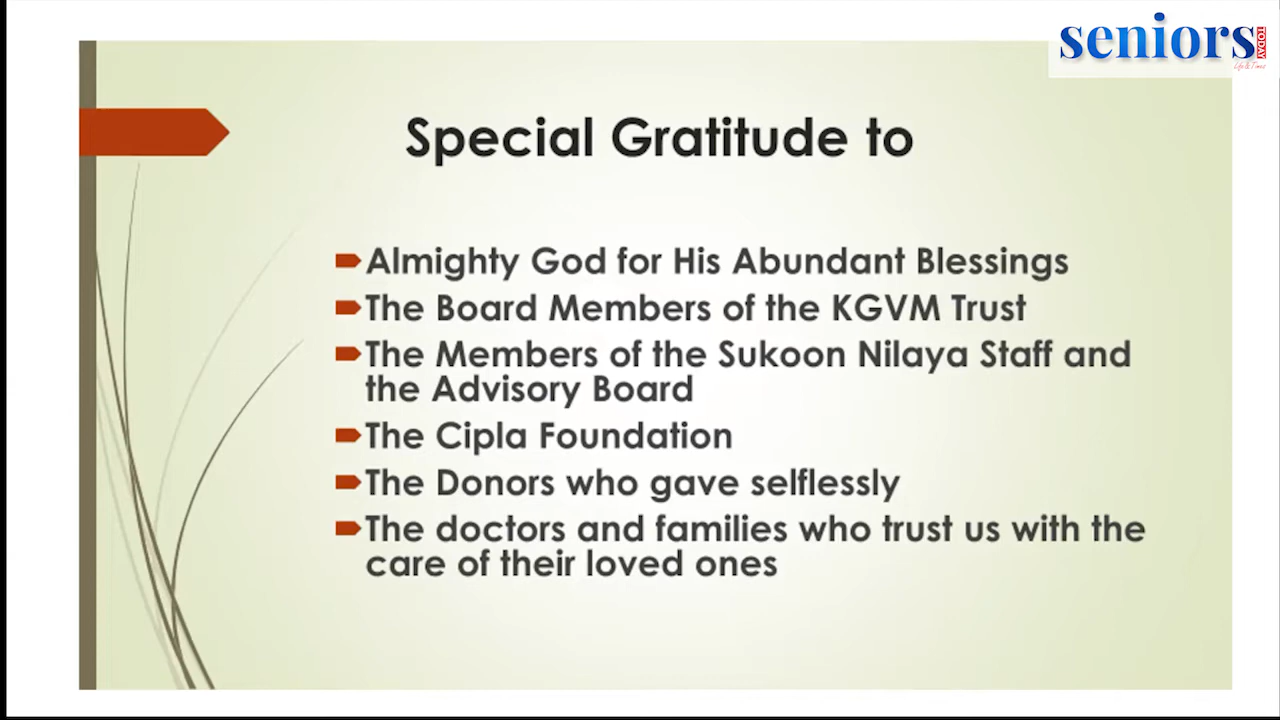 seniors
TODAY
Life & Times
Special Gratitude to
Almighty God for His Abundant Blessings
The Board Members of the KGVM Trust
The Members of the Sukoon Nilaya Staff and
the Advisory Board
The Cipla Foundation
The Donors who gave selflessly
The doctors and families who trust us with the
care of their loved ones